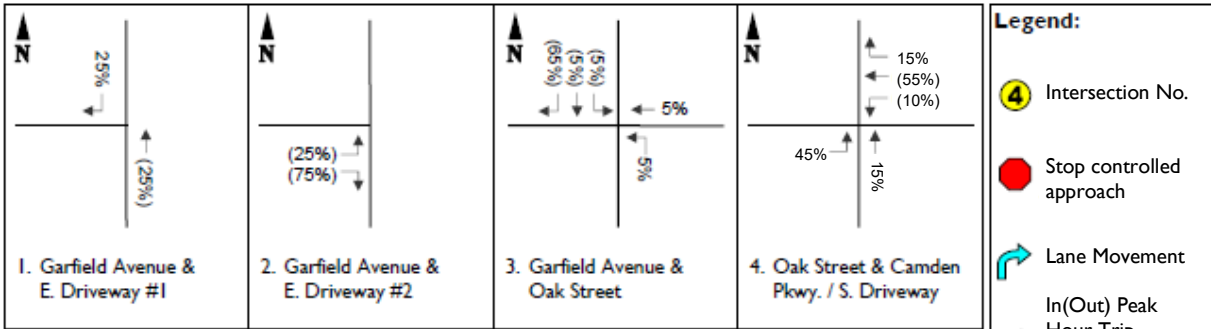 N
25%
(25%)
1. Garfield Avenue &
E. Driveway #1
N
(25%)
(75%)
2. Garfield Avenue &
E. Driveway #2
N
(65%)
(5%)
(5%)
5%
5%
3. Garfield Avenue &
Oak Street
N
15%
(55%)
(10%)
45%
15%
4. Oak Street & Camden
Pkwy. / S. Driveway
Legend:
4 Intersection No.
Stop controlled
approach
Lane Movement
In(Out) Peak
Hour Trip